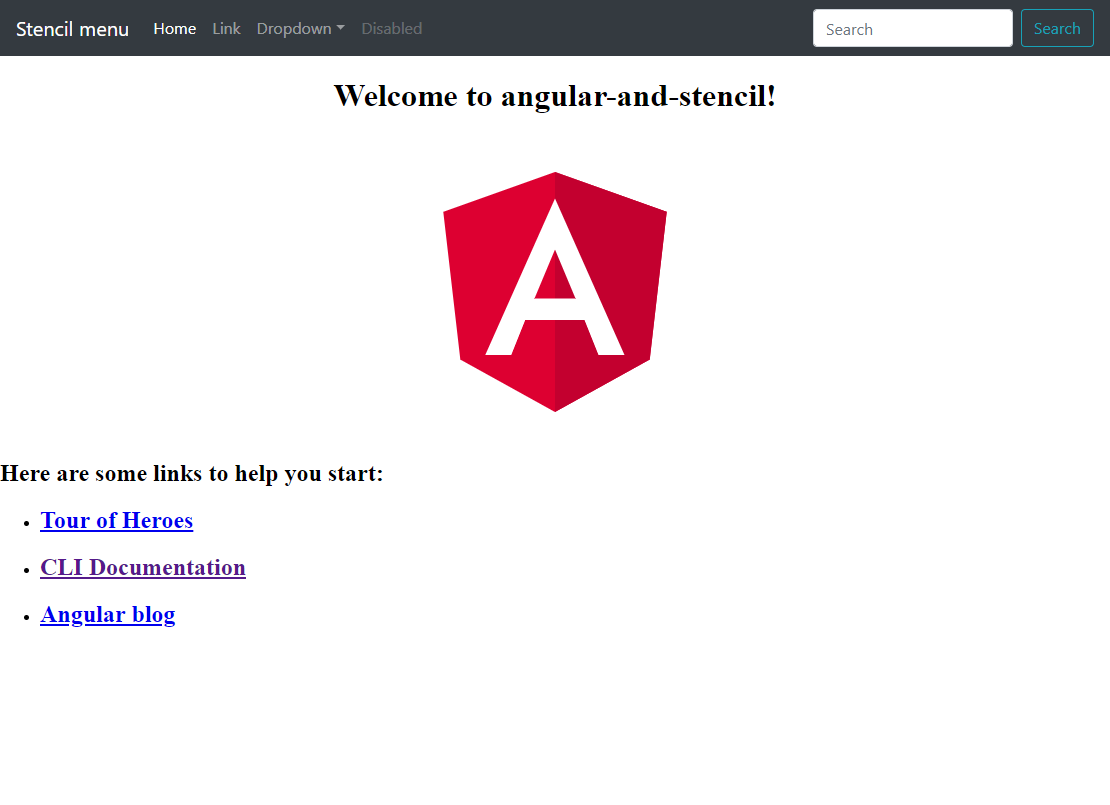 Stencil menu Home Link Dropdown Disabled Search Search
Welcome to angular-and-stencil!
A
Here are some links to help you start:
Tour of Heroes
CLI Documentation
Angular blog